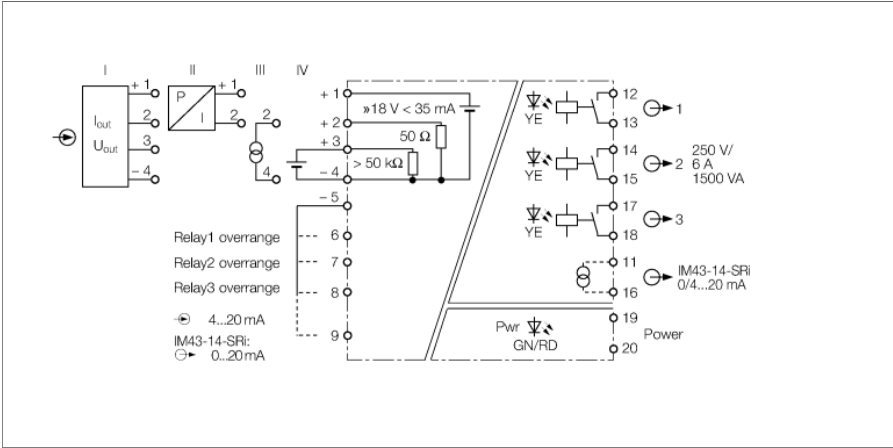 I II III IV
+ 1
2
3
- 4
Iout
Uout
P
I
+ 1
2
2
4
+ 1
+ 2
+ 3
- 4
- 5
6
7
8
9
»18 V < 35 mA
50 Ω
> 50 kΩ
Relay1 overrange
Relay2 overrange
Relay3 overrange
4...20 mA
IM43-14-SRi:
0...20 mA
YE
12
13
1
YE
14
15
2
250 V/
6 A
1500 VA
YE
17
18
3
11
16
IM43-14-SRi
0/4...20 mA
Pwr
GN/RD
19
20
Power